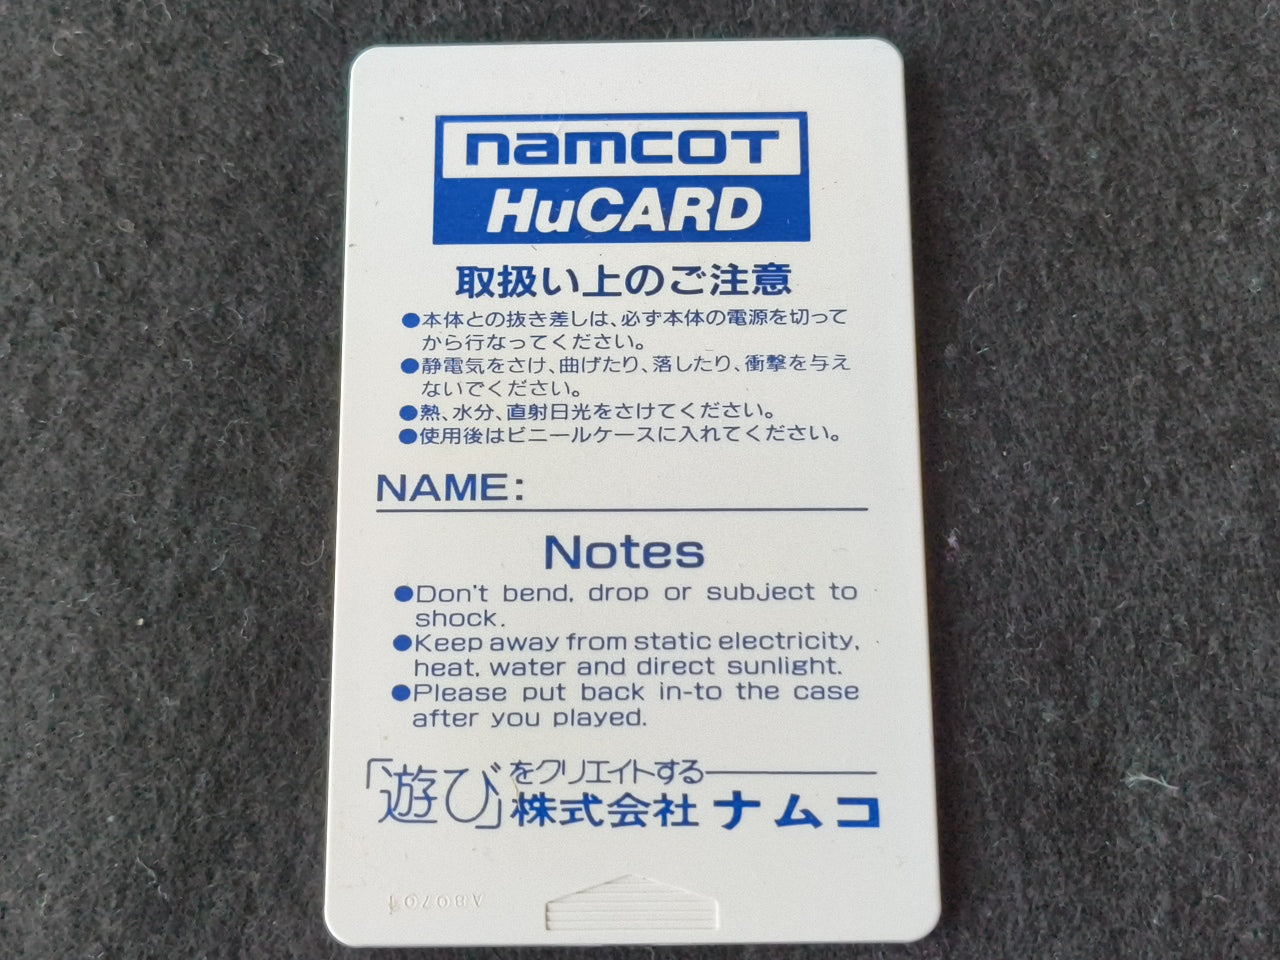 namcot
HuCARD
取扱い上のご注意
●本体との抜き差しは、必ず本体の電源を切って
から行なってください。
●静電気をさけ、曲げたり、落したり、衝撃を与え
ないでください。
●熱、水分、直射日光をさけてください。
●使用後はビニールケースに入れてください。
NAME:
Notes
●Don't bend, drop or subject to
shock.
●Keep away from static electricity,
heat, water and direct sunlight.
●Please put back in-to the case
after you played.
「遊び」をクリエイトする
株式会社ナムコ